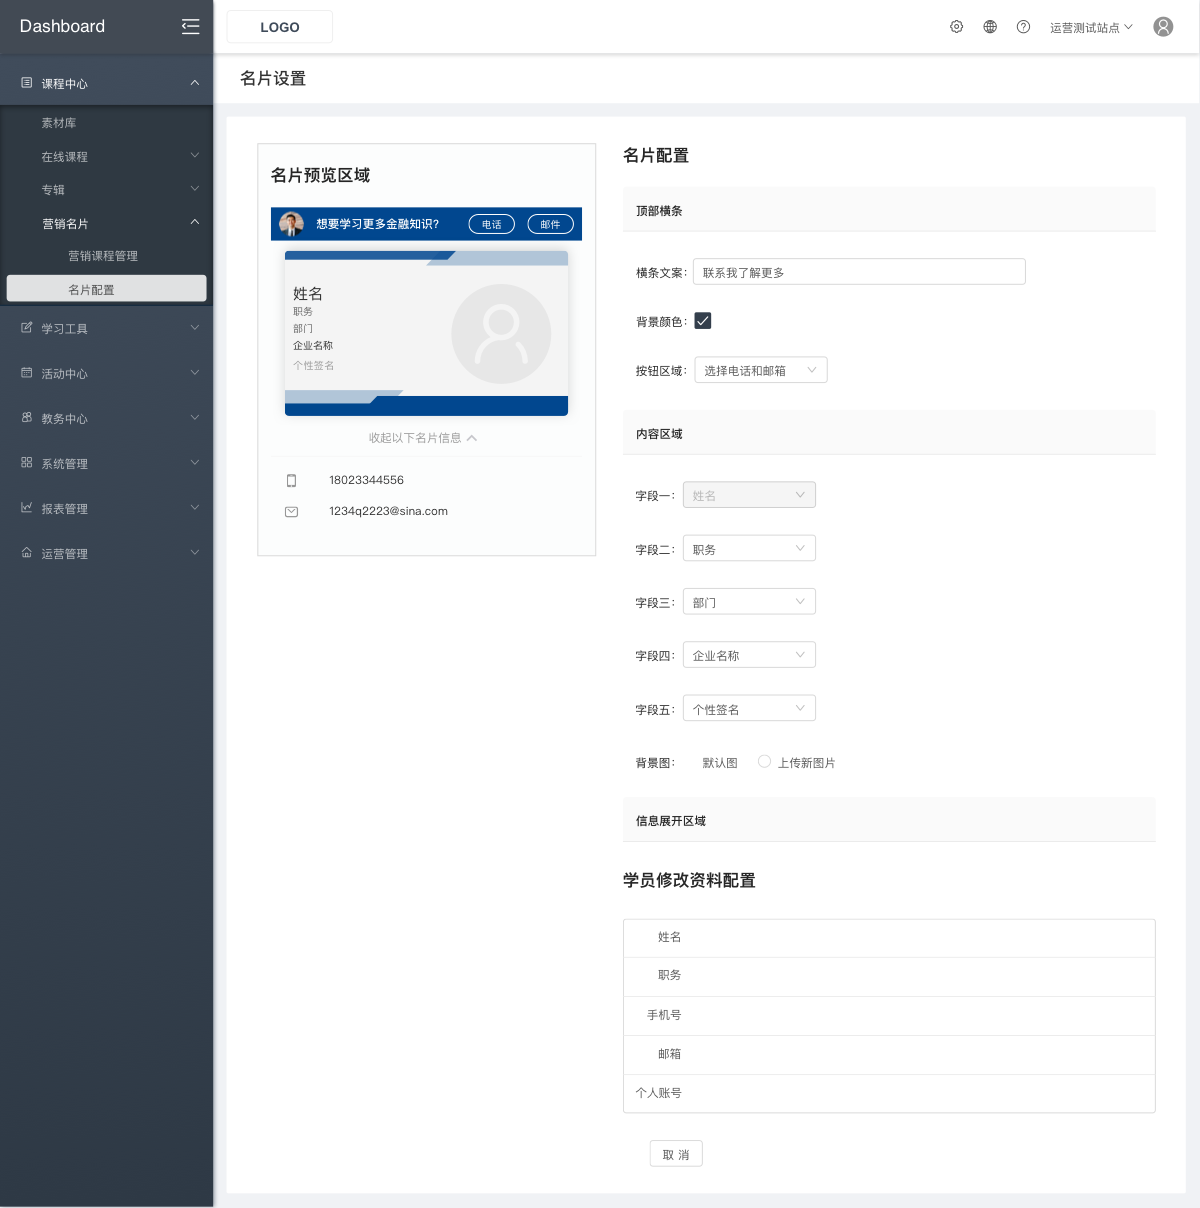 Dashboard
LOGO
运营测试站点
课程中心
素材库
在线课程
专辑
营销名片
营销课程管理
名片配置
学习工具
活动中心
教务中心
系统管理
报表管理
运营管理
名片设置
名片预览区域
想要学习更多金融知识?
电话
邮件
姓名
职务
部门
企业名称
个性签名
收起以下名片信息
18023344556
1234q2223@sina.com
名片配置
顶部横条
横条文案: 联系我了解更多
背景颜色:
按钮区域: 选择电话和邮箱
内容区域
字段一: 姓名
字段二: 职务
字段三: 部门
字段四: 企业名称
字段五: 个性签名
背景图: 默认图 上传新图片
信息展开区域
学员修改资料配置
姓名
职务
手机号
邮箱
个人账号
取 消